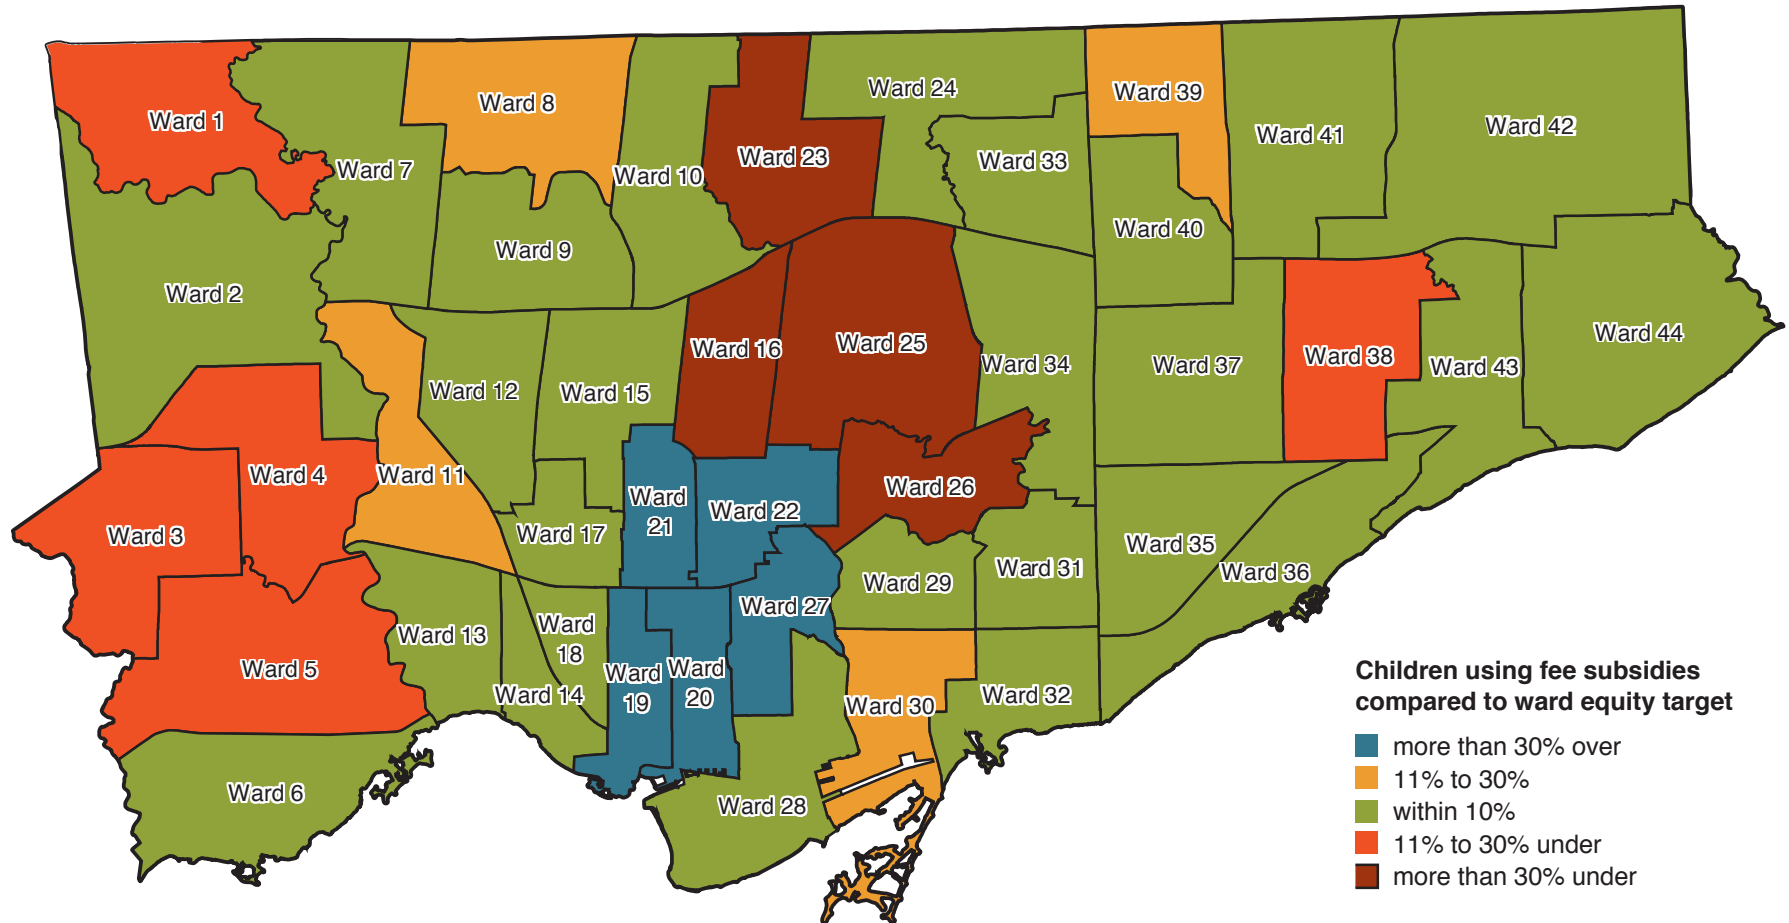 Ward 1
Ward 8
Ward 24
Ward 39
Ward 41
Ward 42
Ward 7
Ward 10
Ward 23
Ward 33
Ward 40
Ward 9
Ward 2
Ward 16
Ward 25
Ward 34
Ward 37
Ward 38
Ward 43
Ward 44
Ward 12
Ward 15
Ward 4
Ward 11
Ward 3
Ward 17
Ward
21
Ward 22
Ward 26
Ward 35
Ward 36
Ward 29
Ward 31
Ward 27
Ward 13
Ward
18
Ward 5
Ward 14
Ward
19
Ward
20
Ward 30
Ward 32
Ward 6
Ward 28
Children using fee subsidies
compared to ward equity target
more than 30% over
11% to 30%
within 10%
11% to 30% under
more than 30% under